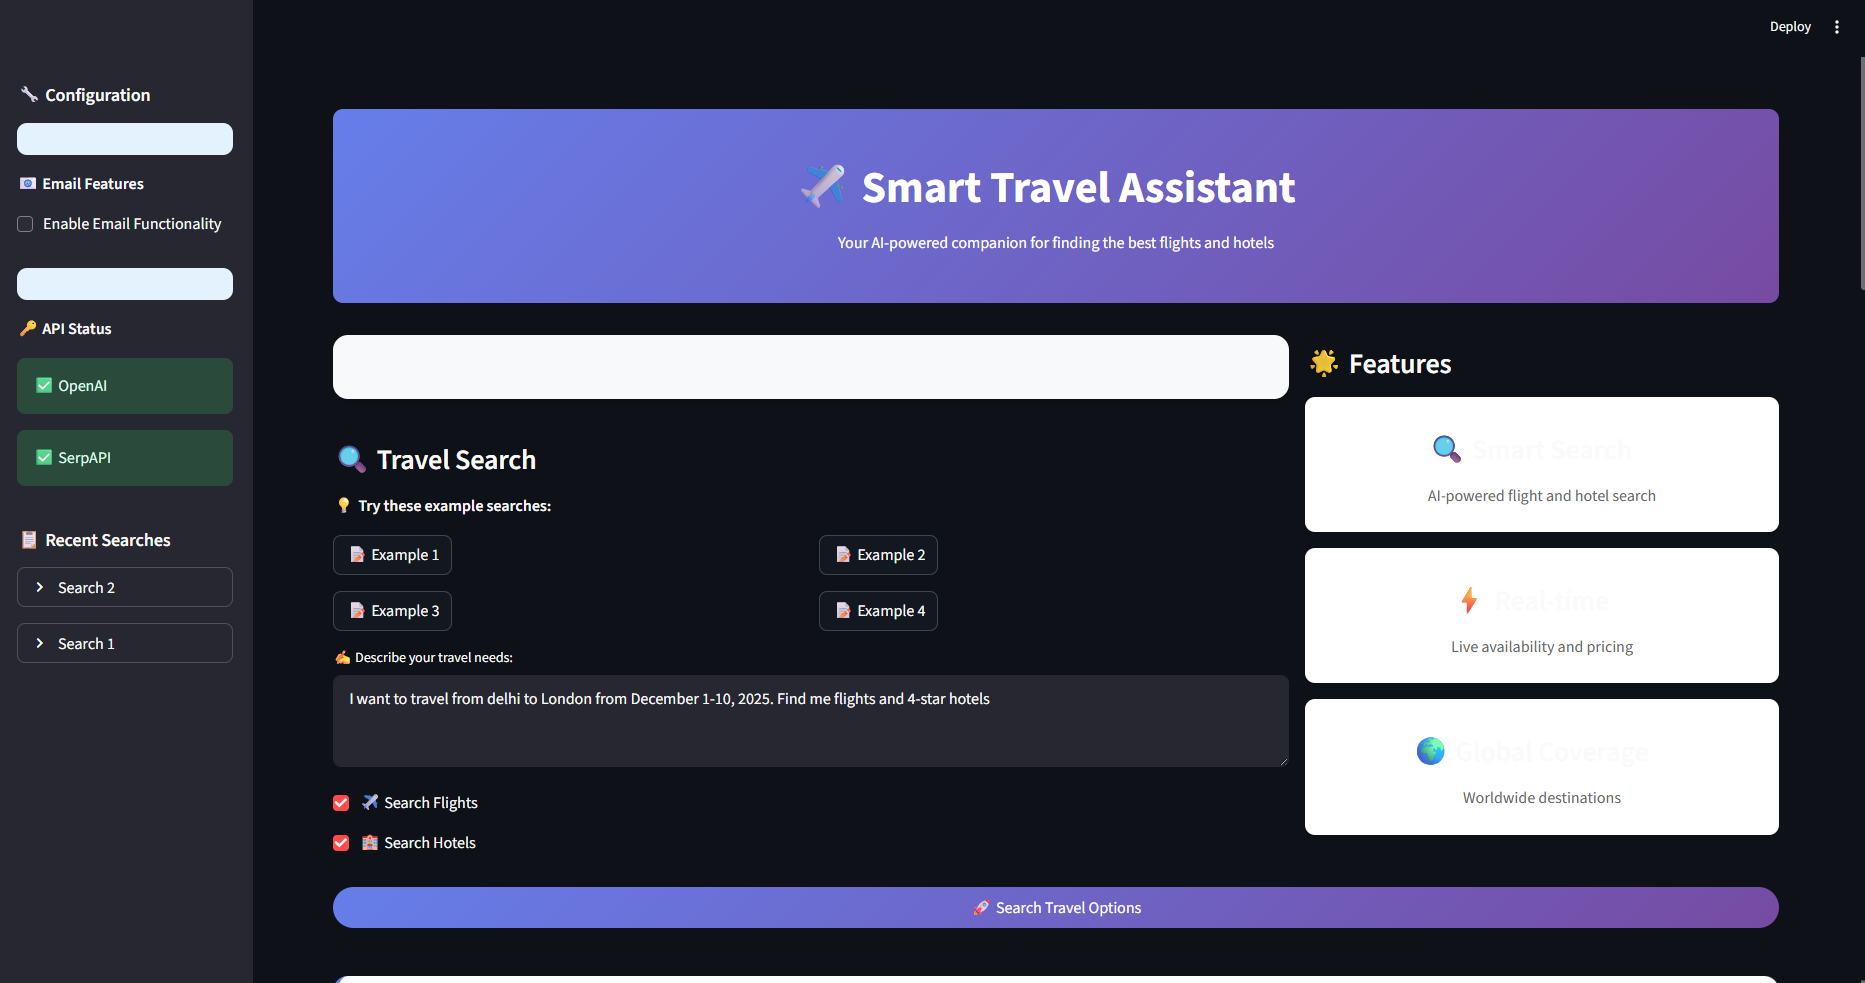 Deploy
Configuration
Email Features
Enable Email Functionality
API Status
OpenAI
SerpAPI
Recent Searches
Search 2
Search 1
Smart Travel Assistant
Your AI-powered companion for finding the best flights and hotels
Travel Search
Try these example searches:
Example 1
Example 2
Example 3
Example 4
Describe your travel needs:
I want to travel from delhi to London from December 1-10, 2025. Find me flights and 4-star hotels
Search Flights
Search Hotels
Features
Smart Search
AI-powered flight and hotel search
Real-time
Live availability and pricing
Global Coverage
Worldwide destinations
Search Travel Options